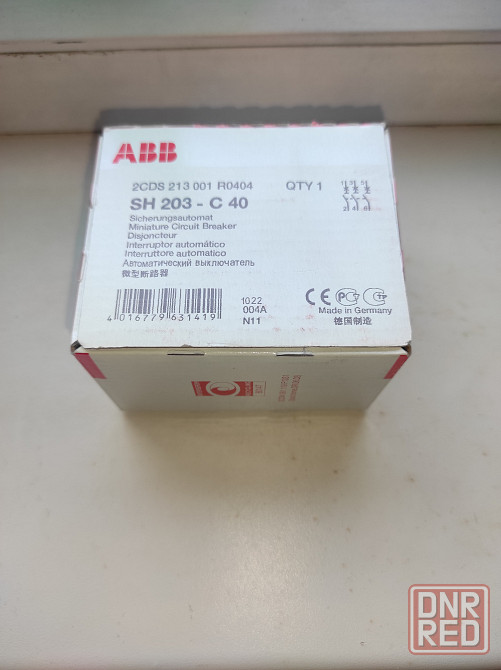 ABB
2CDS 213 001 R0404 QTY 1
SH 203 - C 40
Sicherungsautomat
Miniature Circuit Breaker
Disjoncteur
Interruptor automático
Interruttore automatico
Автоматический выключатель
微型断路器
4 016779 631419
1022
004A
N11
CE
Made in Germany
德国制造
DNR
RED